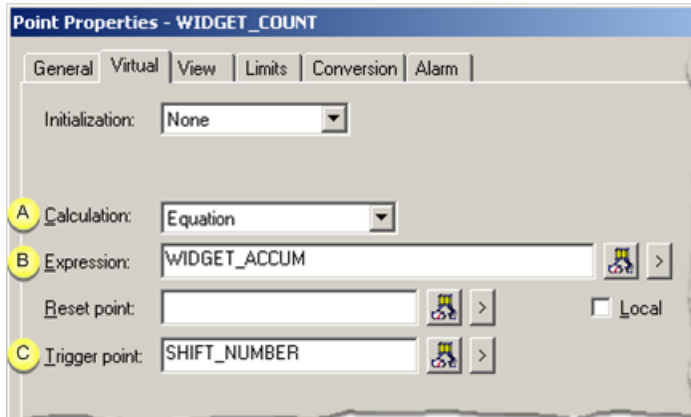 Point Properties - WIDGET_COUNT
General Virtual View Limits Conversion Alarm
Initialization: None
A Calculation: Equation
B Expression: WIDGET_ACCUM >
Reset point: > Local
C Trigger point: SHIFT_NUMBER >